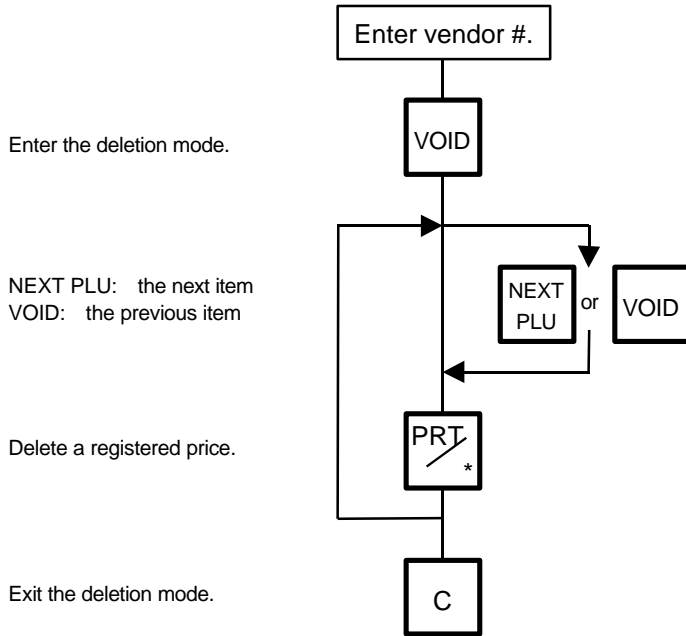 Enter vendor #.
Enter the deletion mode.
VOID
NEXT PLU: the next item
VOID: the previous item
NEXT
PLU
or
VOID
Delete a registered price.
PRT
*
Exit the deletion mode.
C